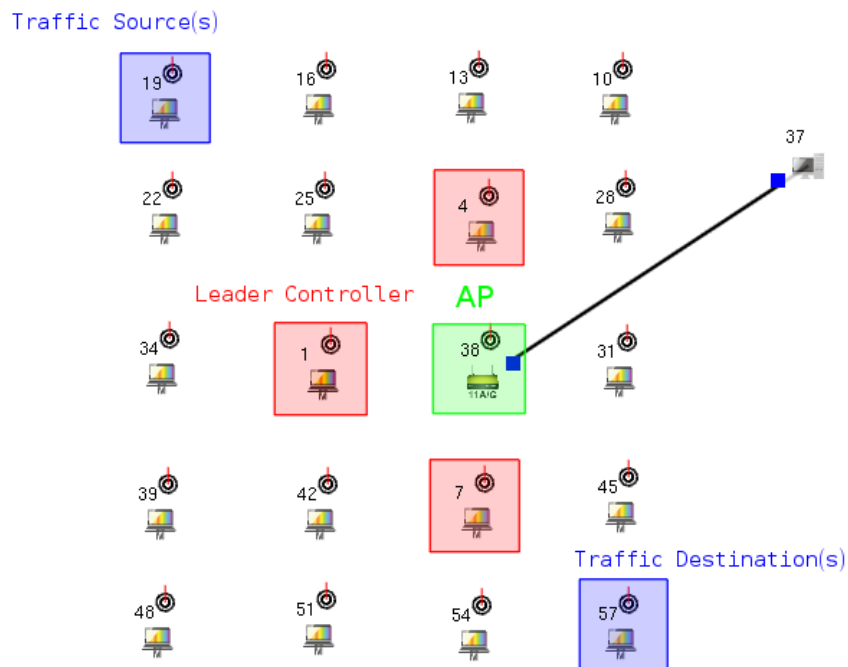 Traffic Source(s)
19 16 13 10
37
22 25 4 28
Leader Controller AP
34 1 38 31
11A/G
39 42 7 45
Traffic Destination(s)
48 51 54 57